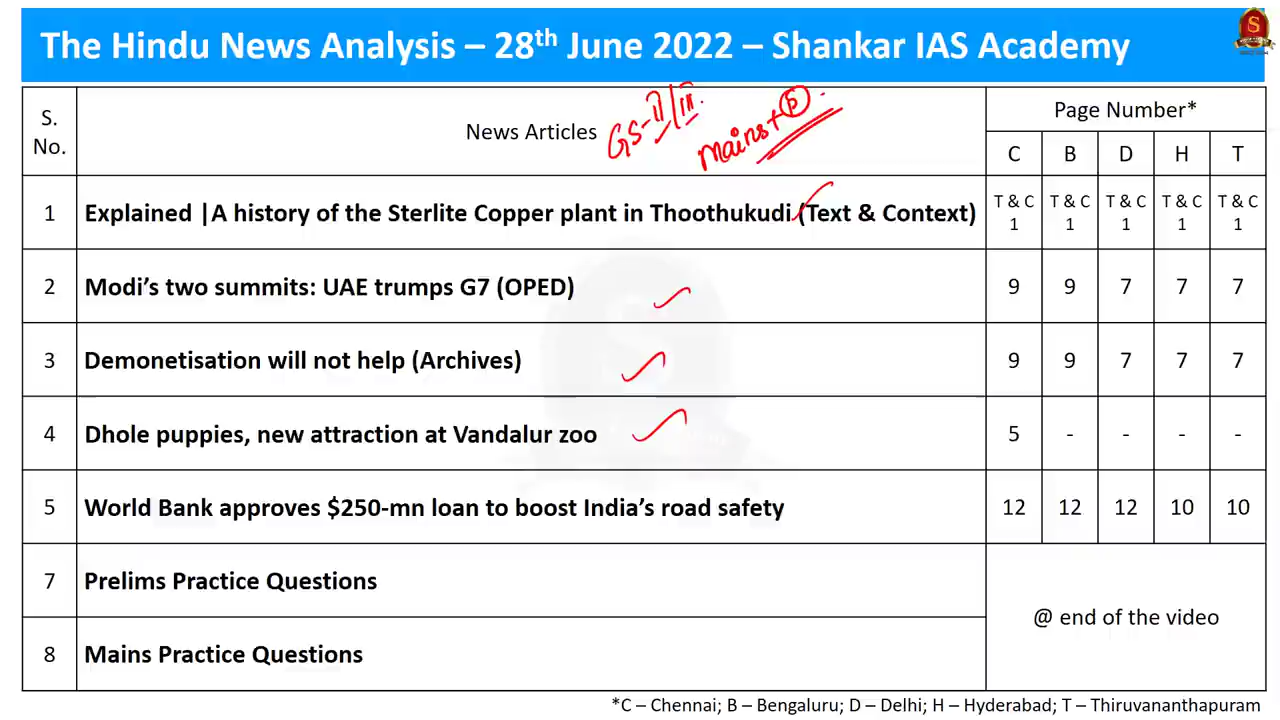 The Hindu News Analysis – 28th June 2022 – Shankar IAS Academy
S. No.
News Articles
GS-II/III.
Mains + P.
Page Number*
C B D H T
1 Explained |A history of the Sterlite Copper plant in Thoothukudi (Text & Context) T & C 1 T & C 1 T & C 1 T & C 1 T & C 1
2 Modi’s two summits: UAE trumps G7 (OPED) 9 9 7 7 7
3 Demonetisation will not help (Archives) 9 9 7 7 7
4 Dhole puppies, new attraction at Vandalur zoo 5 - - - -
5 World Bank approves $250-mn loan to boost India’s road safety 12 12 12 10 10
7 Prelims Practice Questions
@ end of the video
8 Mains Practice Questions
*C – Chennai; B – Bengaluru; D – Delhi; H – Hyderabad; T – Thiruvananthapuram